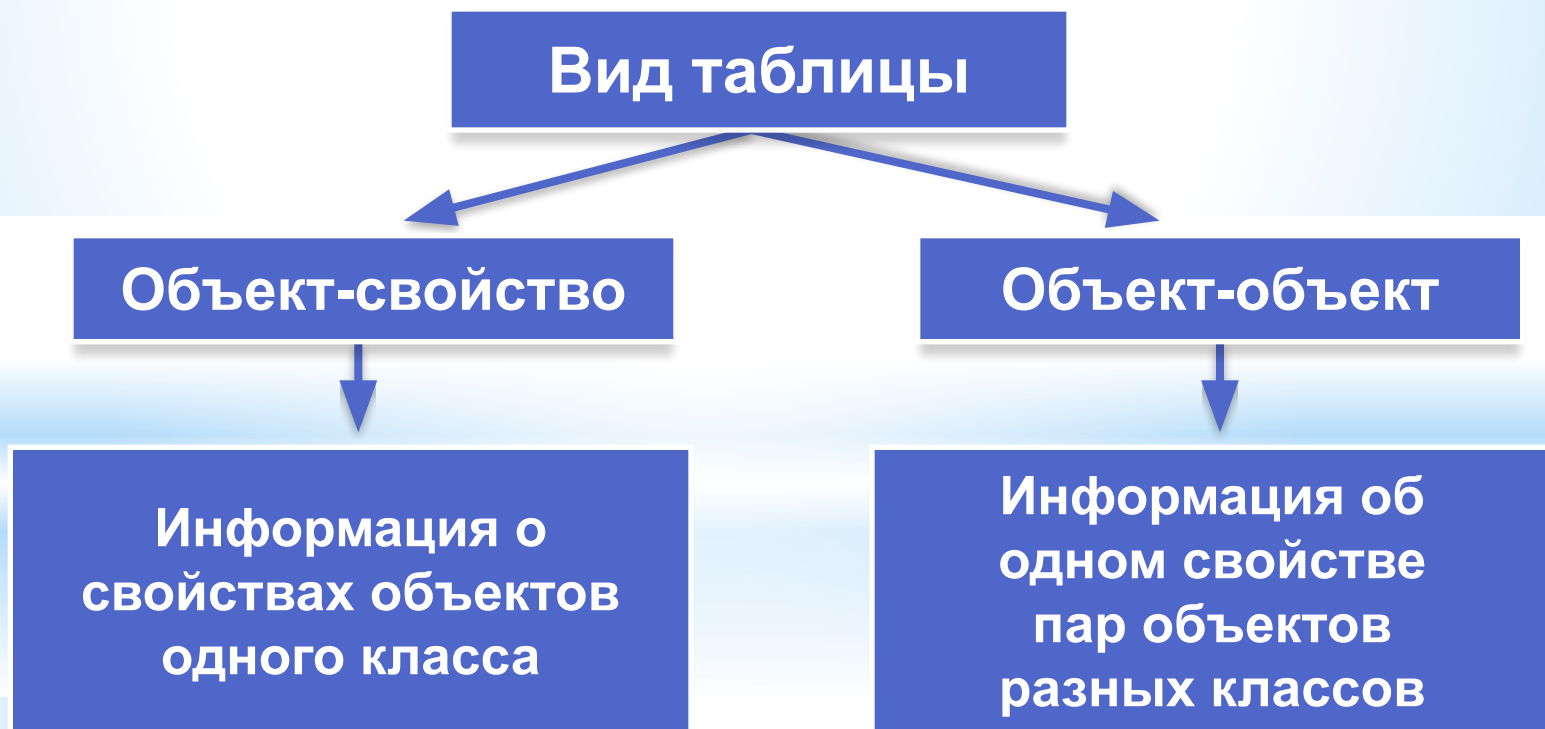 Вид таблицы
Объект-свойство
Объект-объект
Информация о
свойствах объектов
одного класса
Информация об
одном свойстве
пар объектов
разных классов